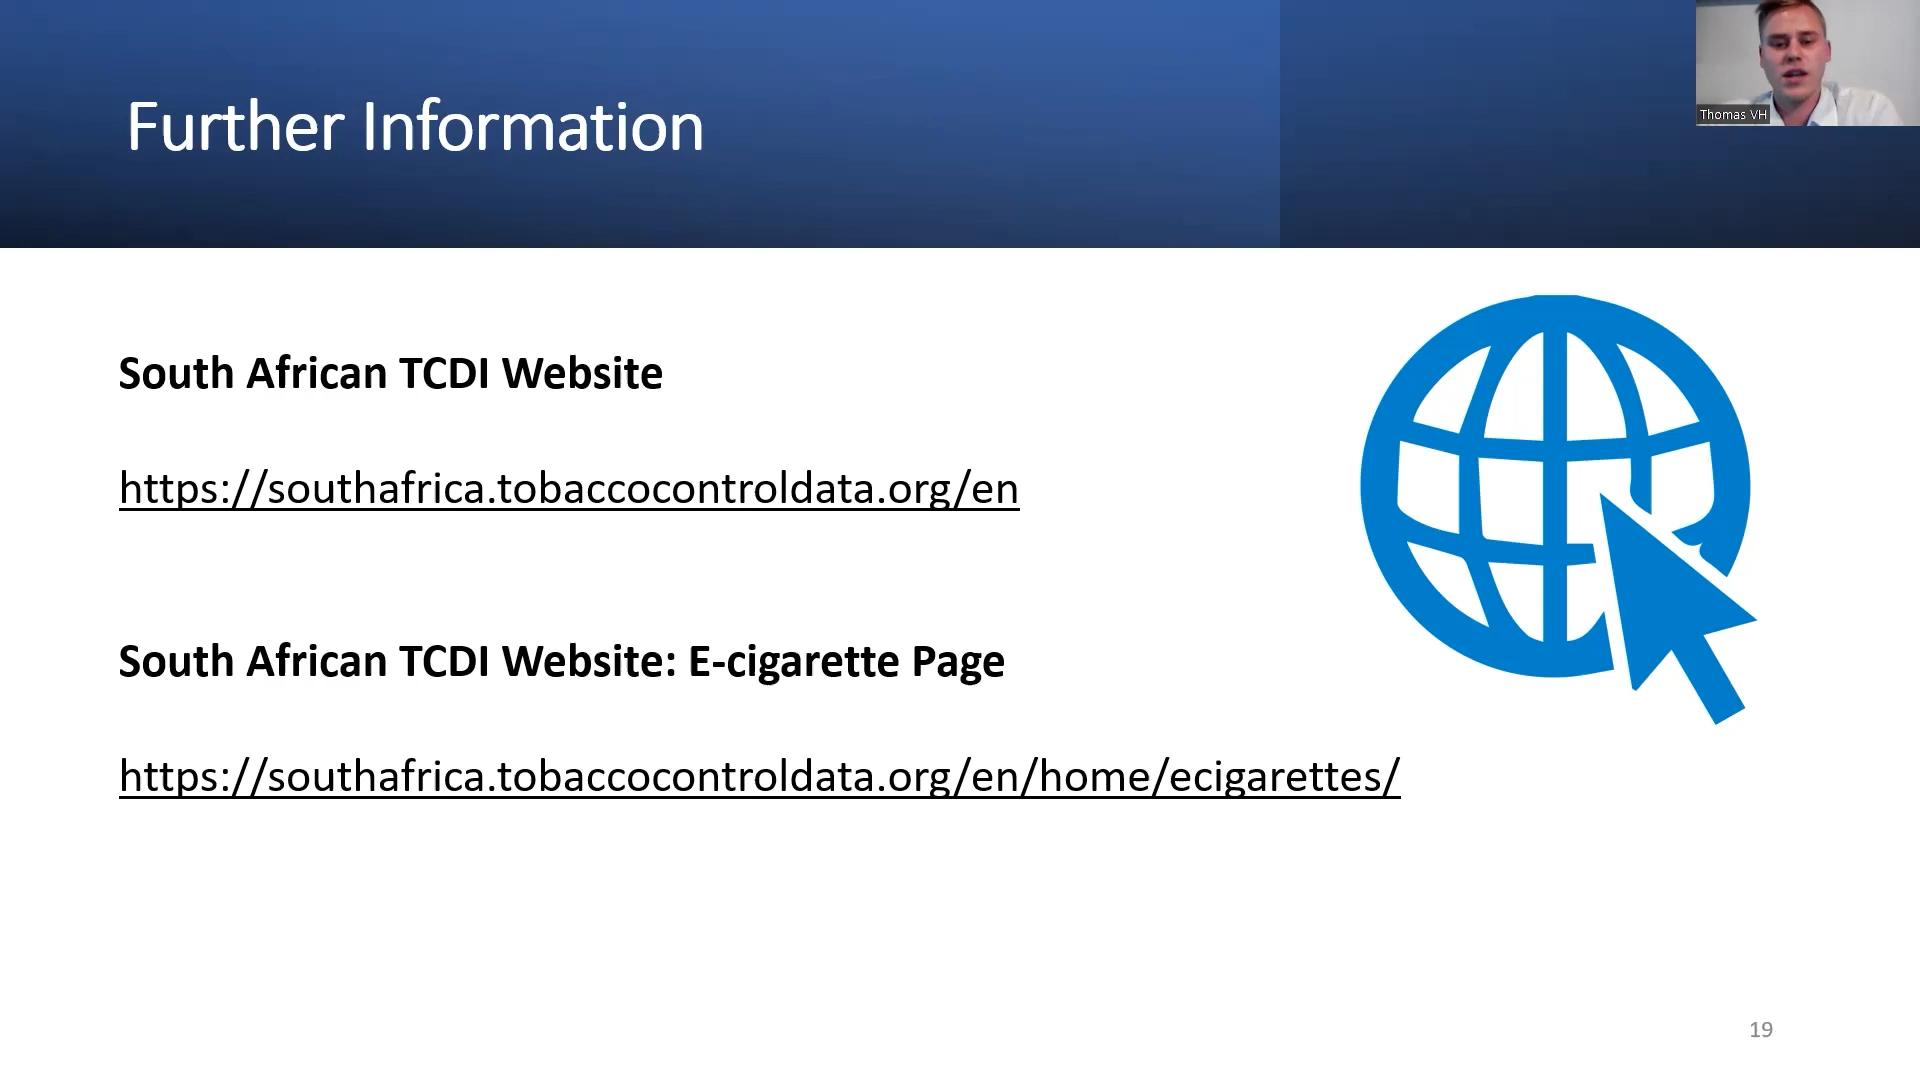 Further Information
Thomas VH
South African TCDI Website
https://southafrica.tobaccocontroldata.org/en
South African TCDI Website: E-cigarette Page
https://southafrica.tobaccocontroldata.org/en/home/ecigarettes/
19